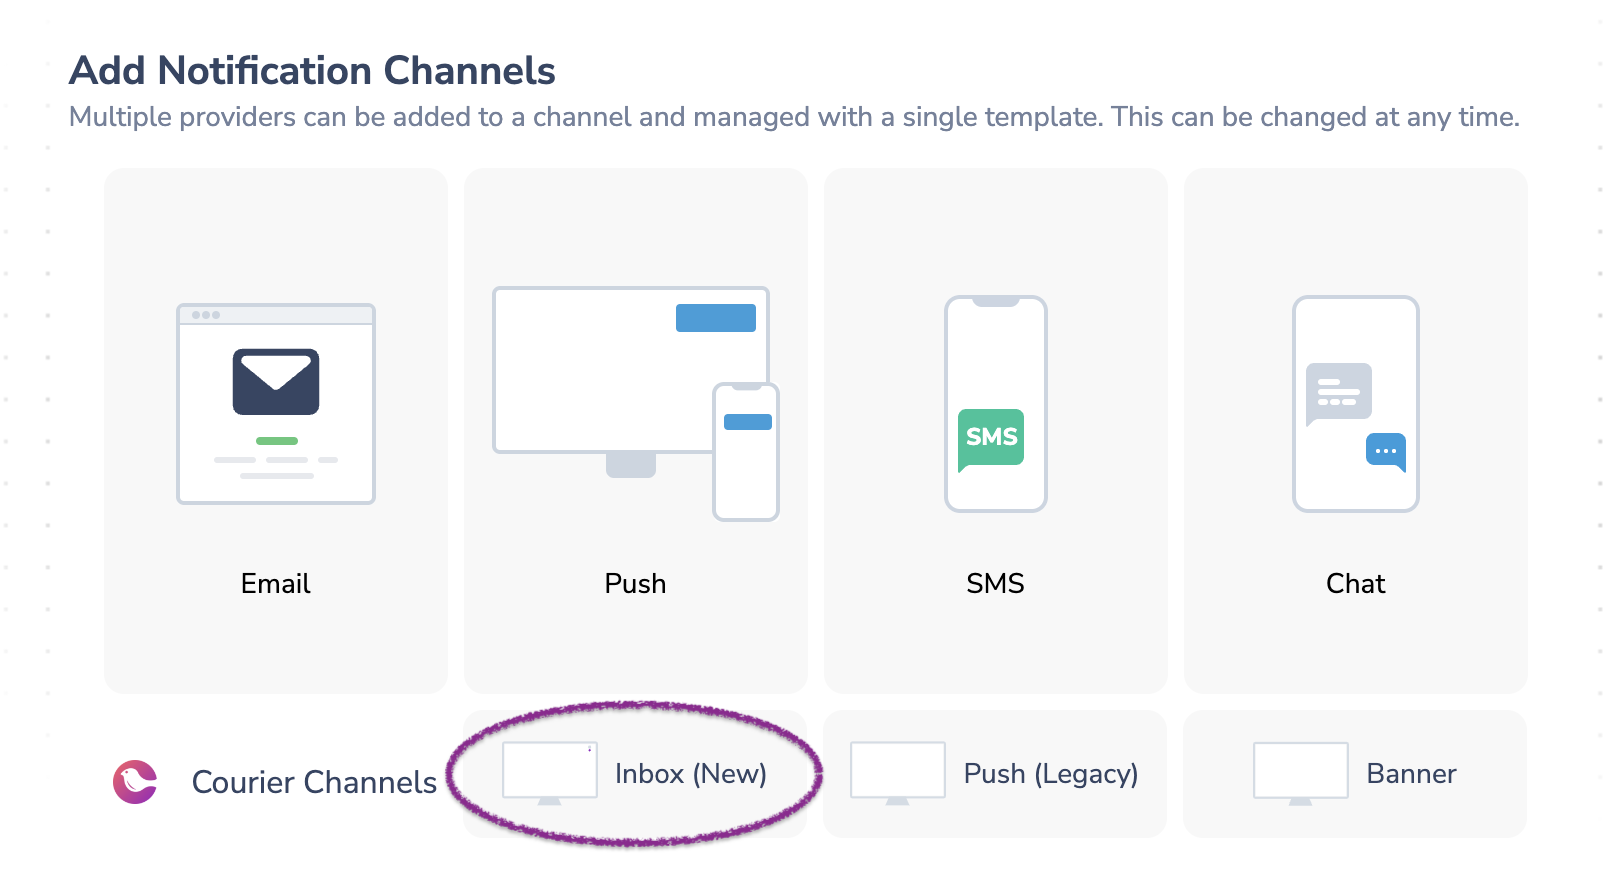 Add Notification Channels
Multiple providers can be added to a channel and managed with a single template. This can be changed at any time.
SMS
Email
Push
SMS
Chat
Courier Channels
Inbox (New)
Push (Legacy)
Banner